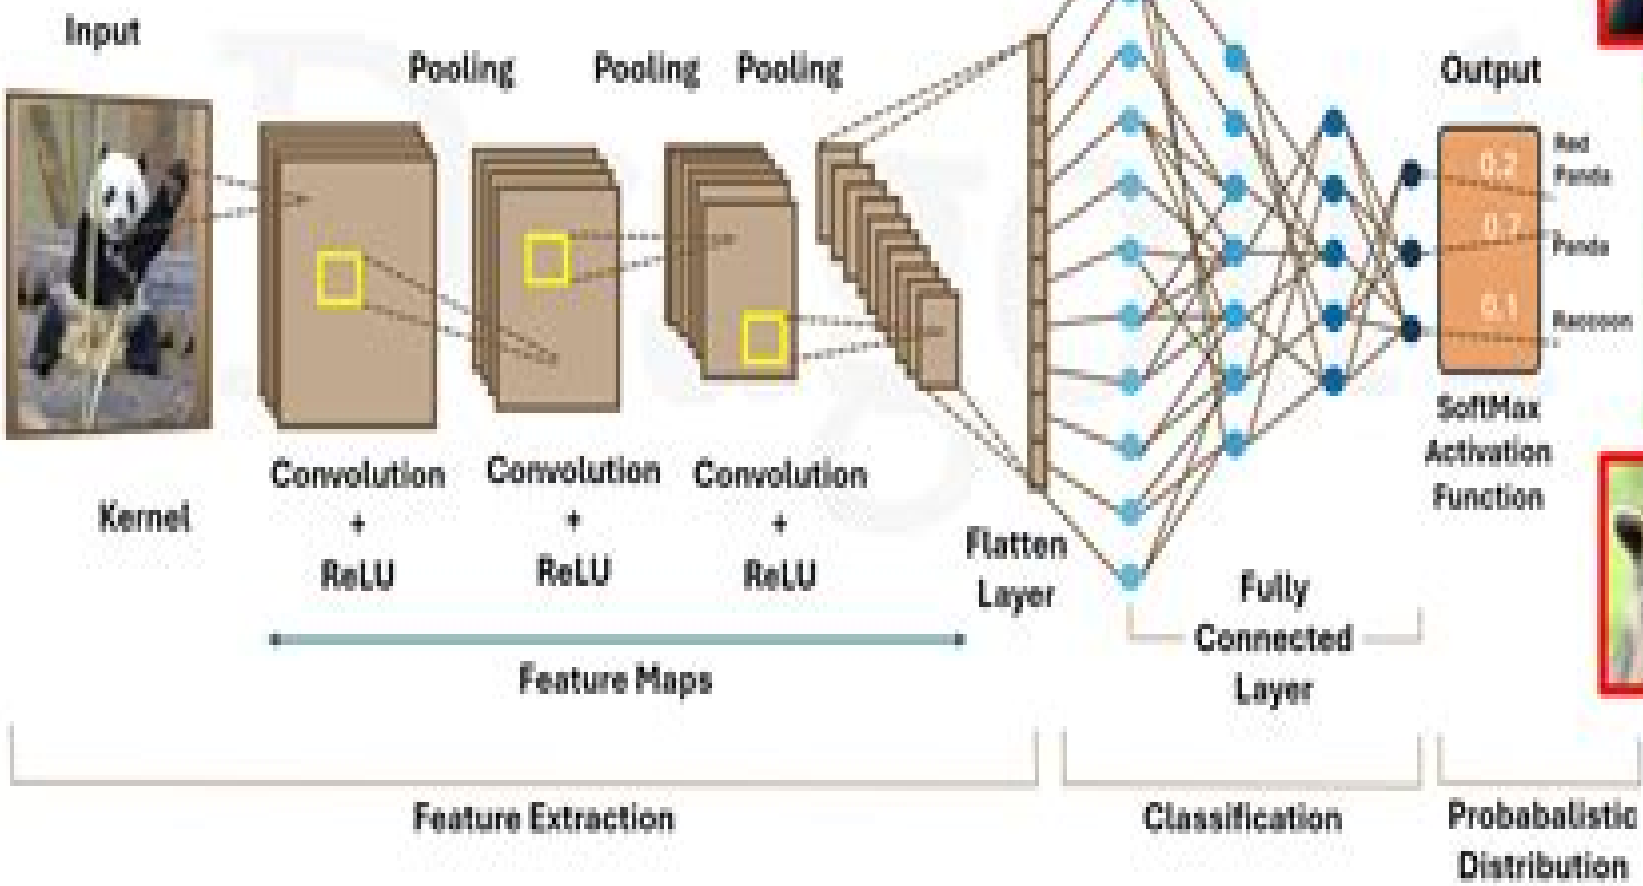 Input
Pooling
Pooling
Pooling
Output
0.2
Red
Panda
0.7
Panda
0.1
Raccoon
SoftMax
Activation
Function
Kernel
Convolution
+
ReLU
Convolution
+
ReLU
Convolution
+
ReLU
Flatten
Layer
Fully
Connected
Layer
Feature Maps
Feature Extraction
Classification
Probabalistic
Distribution